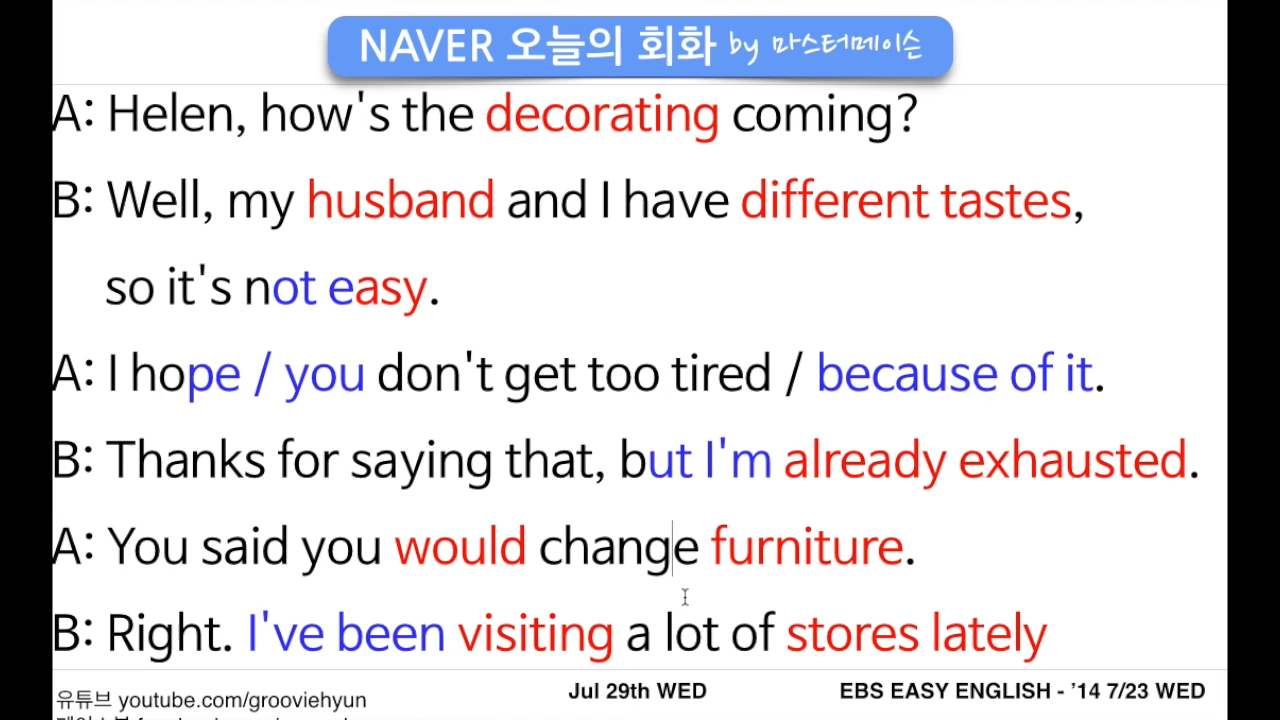 NAVER 오늘의 회화 by 마스터메이슨
A: Helen, how's the decorating coming?
B: Well, my husband and I have different tastes,
so it's not easy.
A: I hope / you don't get too tired / because of it.
B: Thanks for saying that, but I'm already exhausted.
A: You said you would change furniture.
B: Right. I've been visiting a lot of stores lately
유튜브 youtube.com/grooviehyun
Jul 29th WED
EBS EASY ENGLISH - ’14 7/23 WED